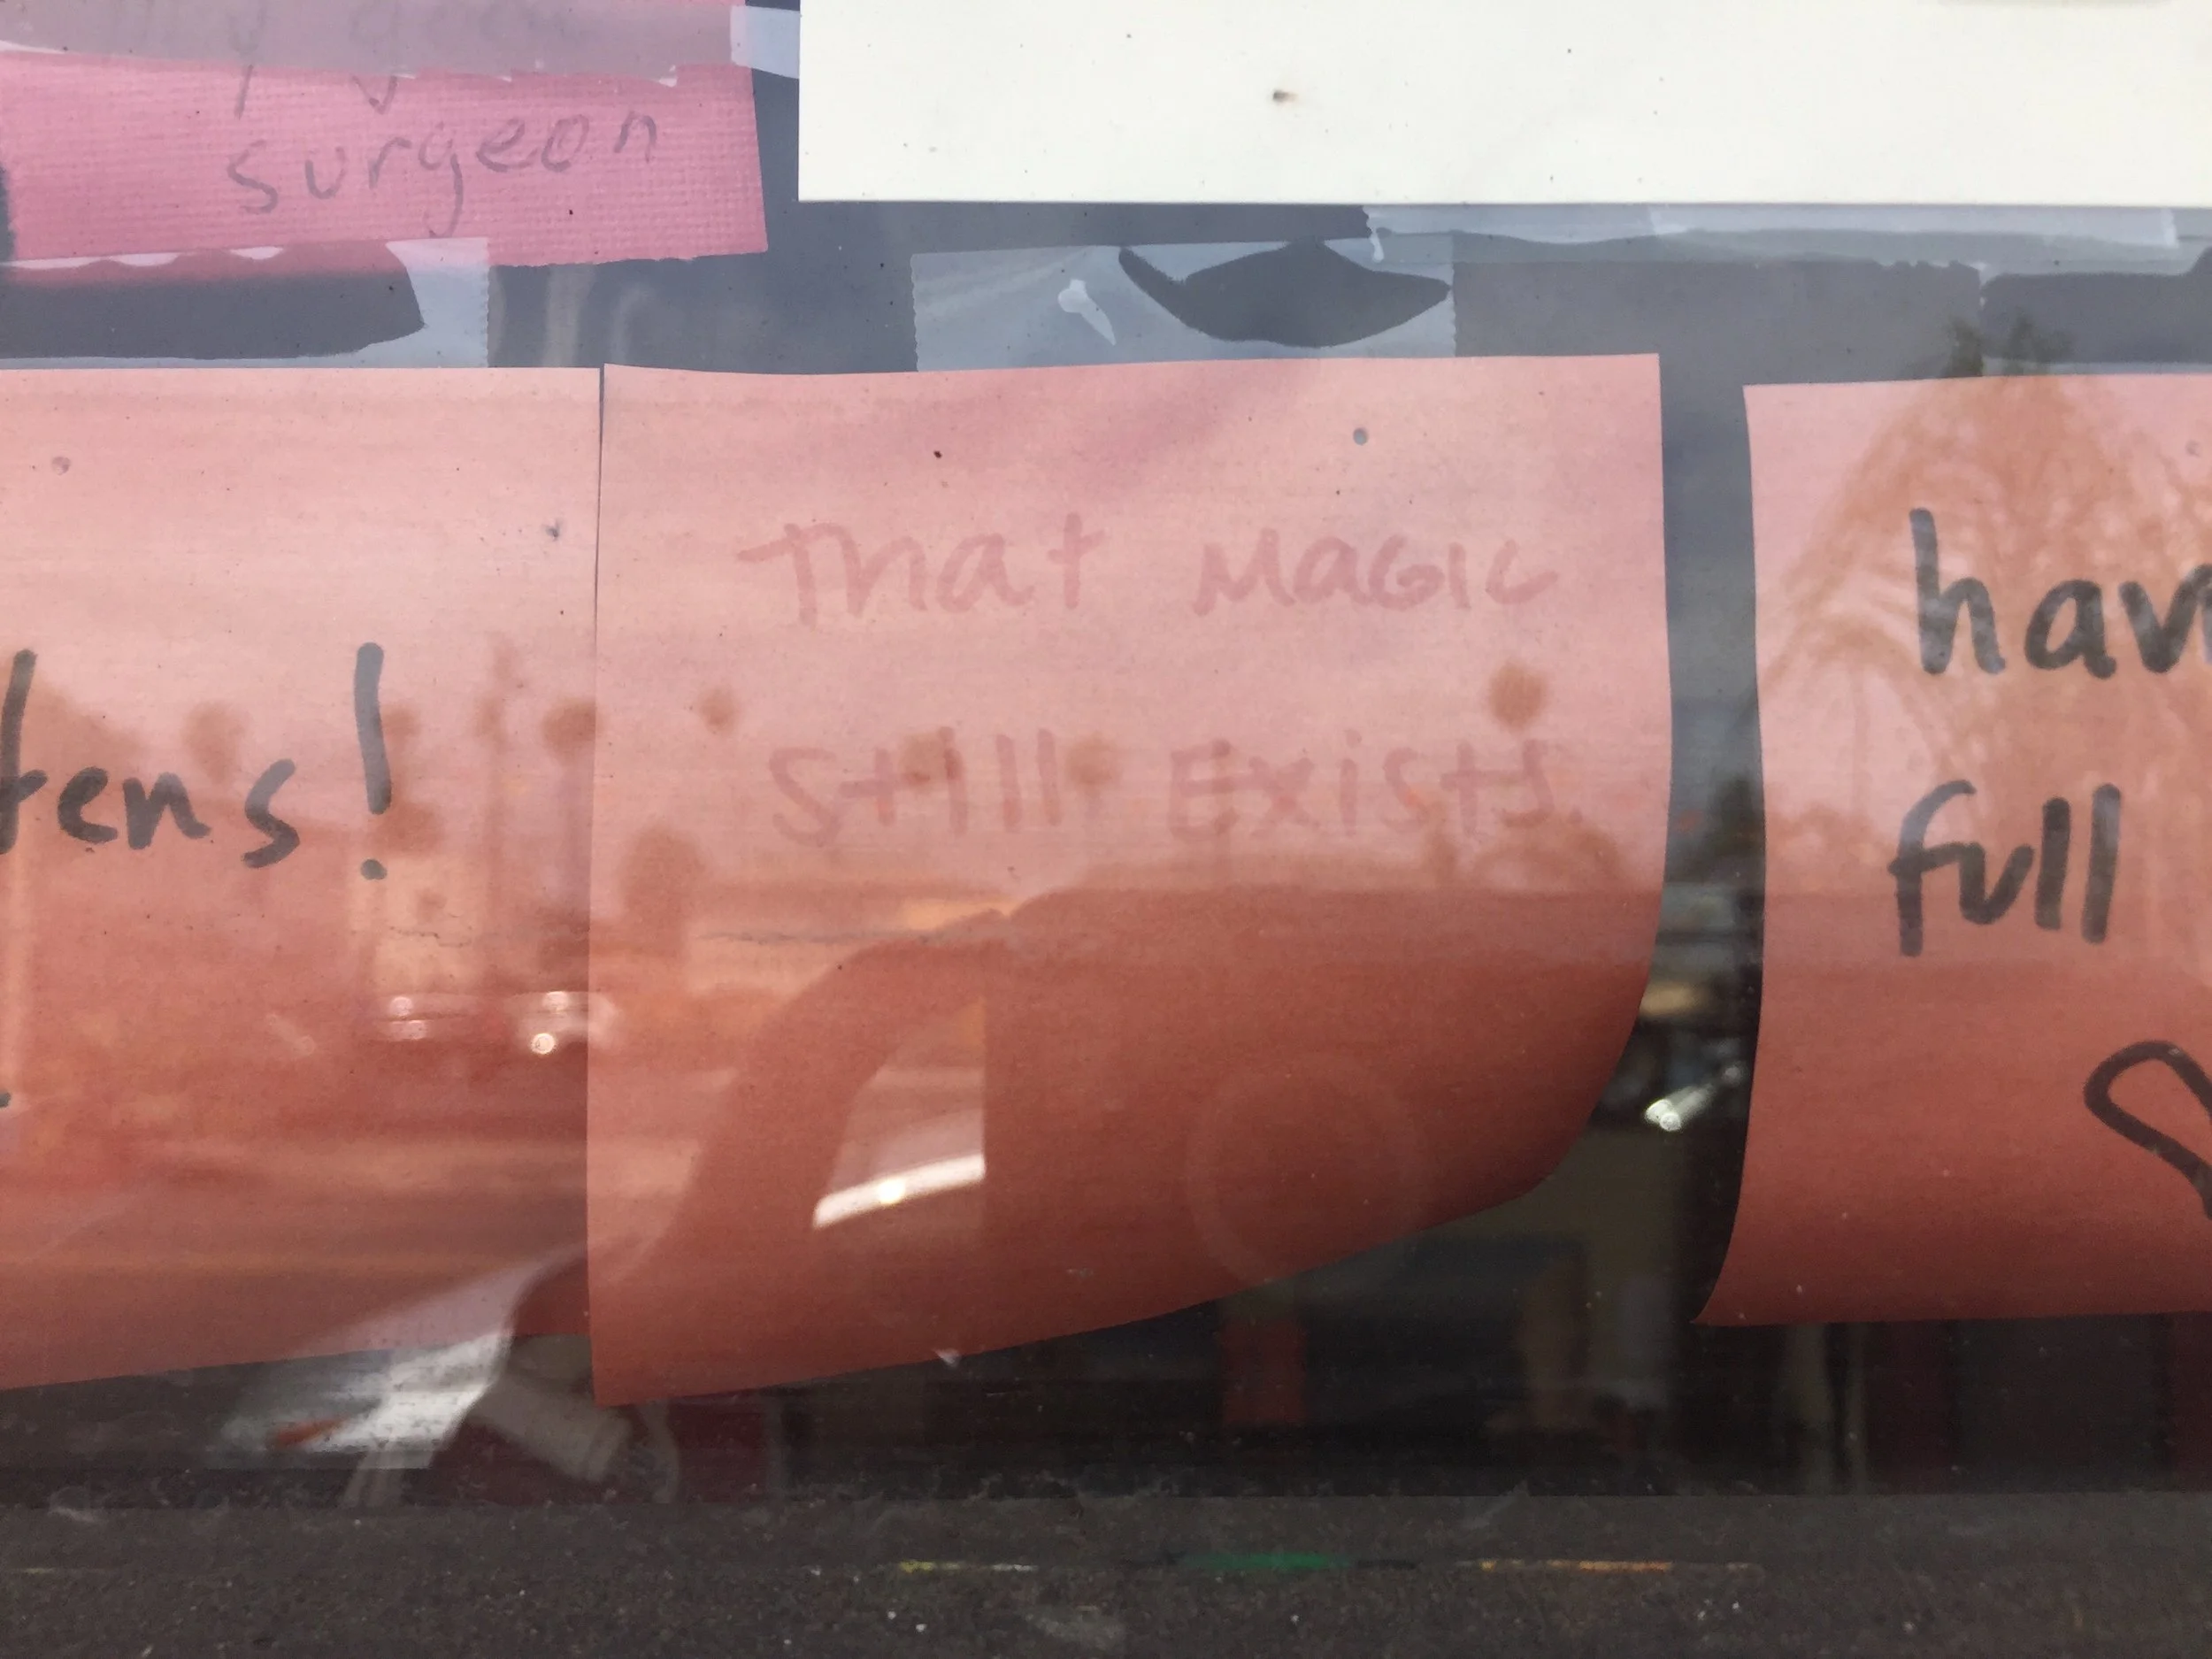 surgeon
tens!
That Magic
Still Exists.
hav
full